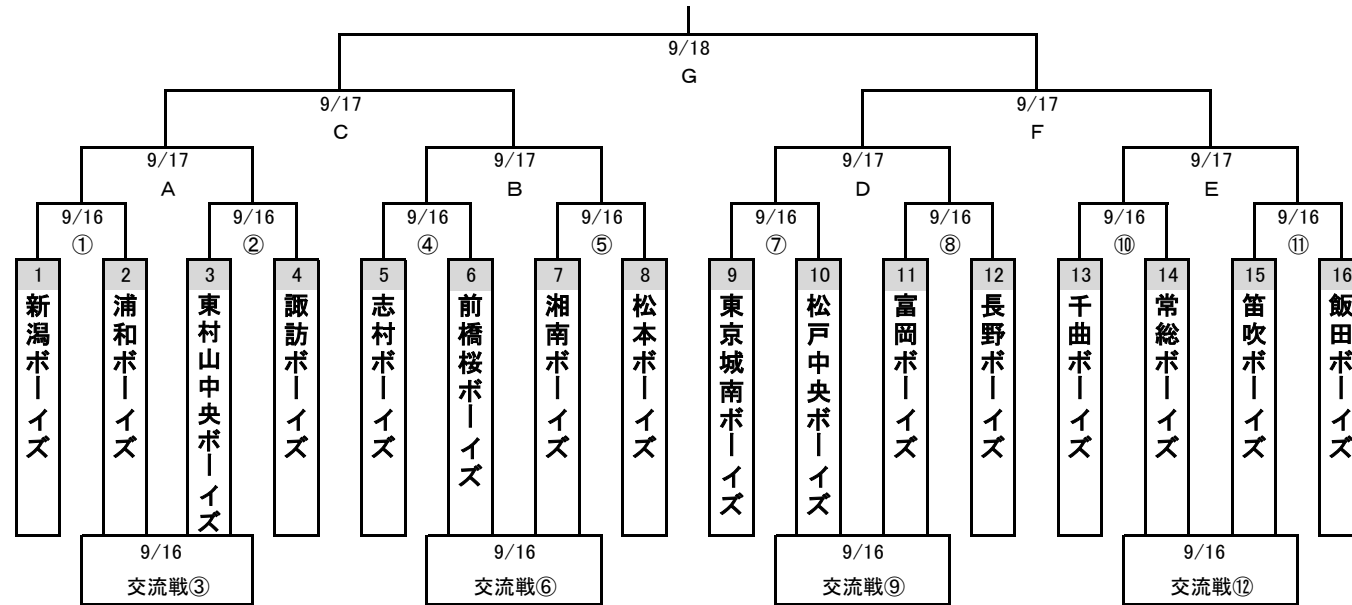 9/18
G
9/17 9/17
C F
9/17 9/17 9/17 9/17
A B D E
9/16 9/16 9/16 9/16 9/16 9/16 9/16 9/16
① ② ④ ⑤ ⑦ ⑧ ⑩ ⑪
1 2 3 4 5 6 7 8 9 10 11 12 13 14 15 16
新潟ボーイズ
浦和ボーイズ
東村山中央ボーイズ
諏訪ボーイズ
志村ボーイズ
前橋桜ボーイズ
湘南ボーイズ
松本ボーイズ
東京城南ボーイズ
松戸中央ボーイズ
富岡ボーイズ
長野ボーイズ
千曲ボーイズ
常総ボーイズ
笛吹ボーイズ
飯田ボーイズ
9/16 9/16 9/16 9/16
交流戦③ 交流戦⑥ 交流戦⑨ 交流戦⑫